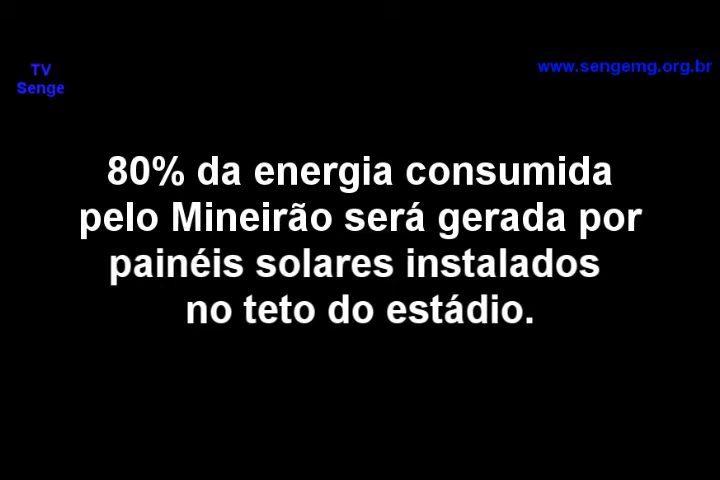 TV
Senge
www.sengemg.org.br
80% da energia consumida
pelo Mineirão será gerada por
painéis solares instalados
no teto do estádio.